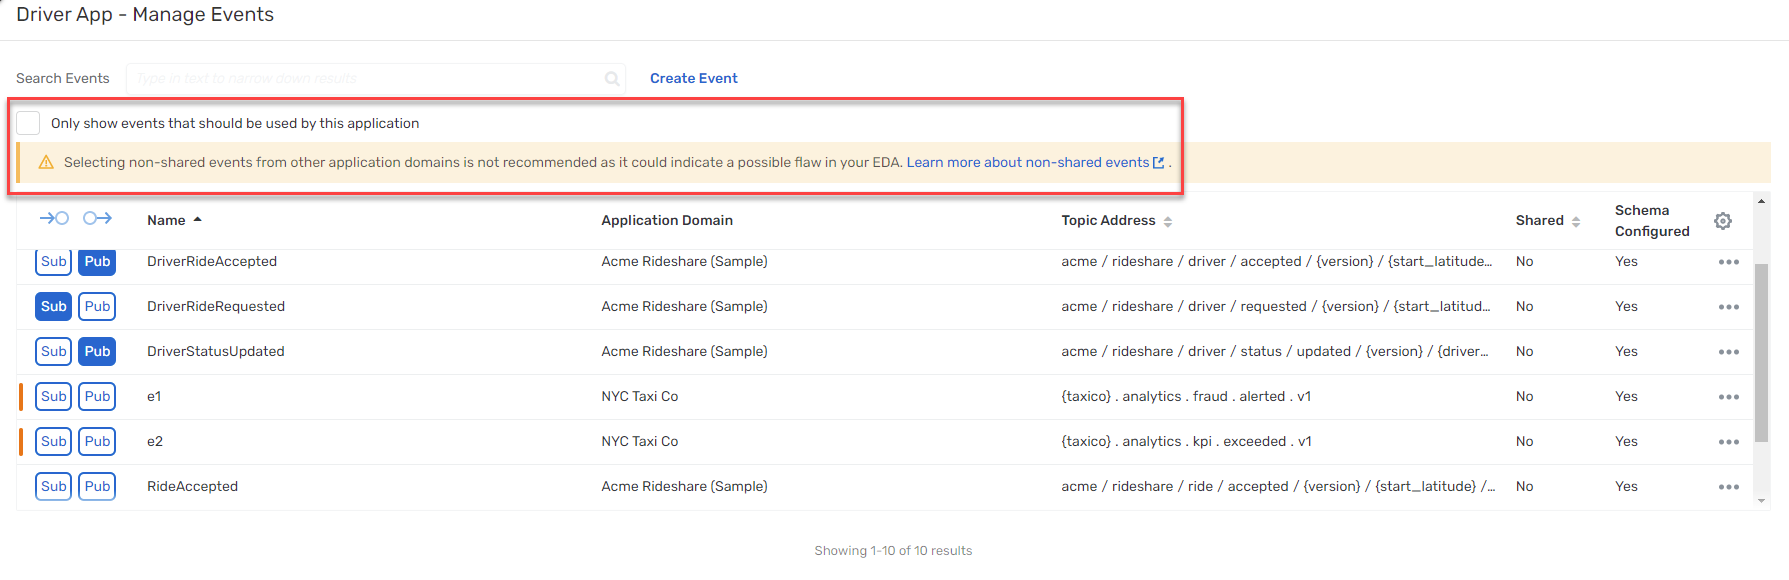 Driver App - Manage Events
Search Events Type in text to narrow down results Create Event
Only show events that should be used by this application
Selecting non-shared events from other application domains is not recommended as it could indicate a possible flaw in your EDA. Learn more about non-shared events .
Name Application Domain Topic Address Shared Schema Configured
Sub Pub DriverRideAccepted Acme Rideshare (Sample) acme / rideshare / driver / accepted / {version} / {start_latitude... No Yes
Sub Pub DriverRideRequested Acme Rideshare (Sample) acme / rideshare / driver / requested / {version} / {start_latitud... No Yes
Sub Pub DriverStatusUpdated Acme Rideshare (Sample) acme / rideshare / driver / status / updated / {version} / {driver... No Yes
Sub Pub e1 NYC Taxi Co {taxico} . analytics . fraud . alerted . v1 No Yes
Sub Pub e2 NYC Taxi Co {taxico} . analytics . kpi . exceeded . v1 No Yes
Sub Pub RideAccepted Acme Rideshare (Sample) acme / rideshare / ride / accepted / {version} / {start_latitude} /... No Yes
Showing 1-10 of 10 results